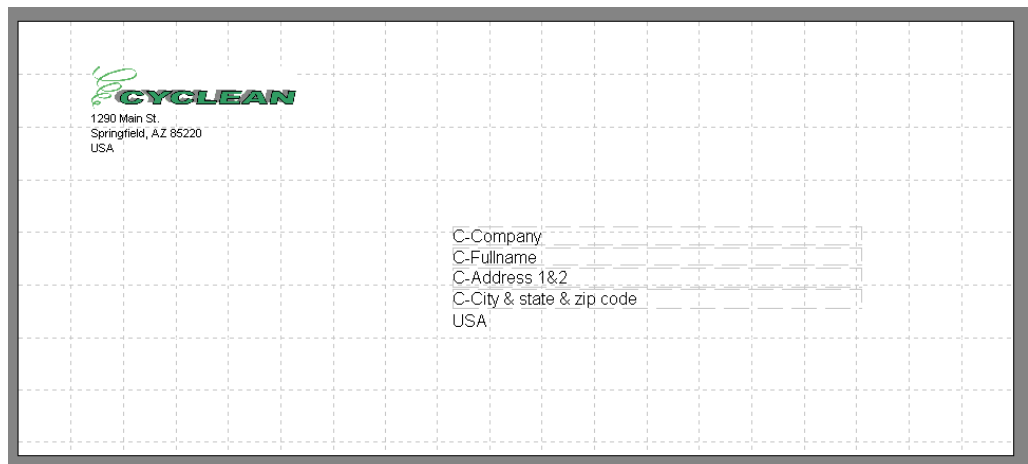 CYCLEAN
1290 Main St.
Springfield, AZ 85220
USA
C-Company
C-Fullname
C-Address 1&2
C-City & state & zip code
USA